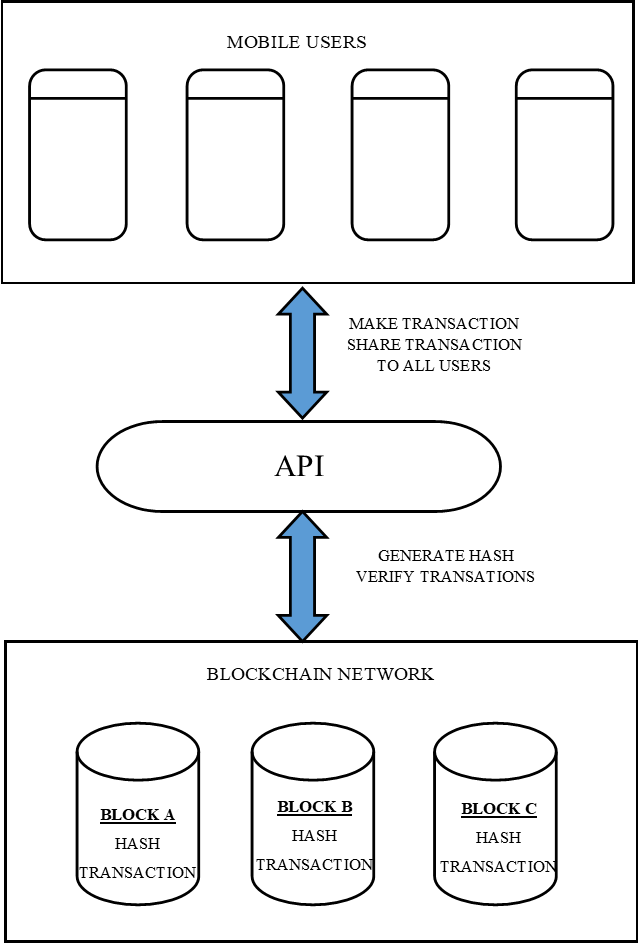 MOBILE USERS
MAKE TRANSACTION
SHARE TRANSACTION
TO ALL USERS
API
GENERATE HASH
VERIFY TRANSATIONS
BLOCKCHAIN NETWORK
BLOCK A
HASH
TRANSACTION
BLOCK B
HASH
TRANSACTION
BLOCK C
HASH
TRANSACTION